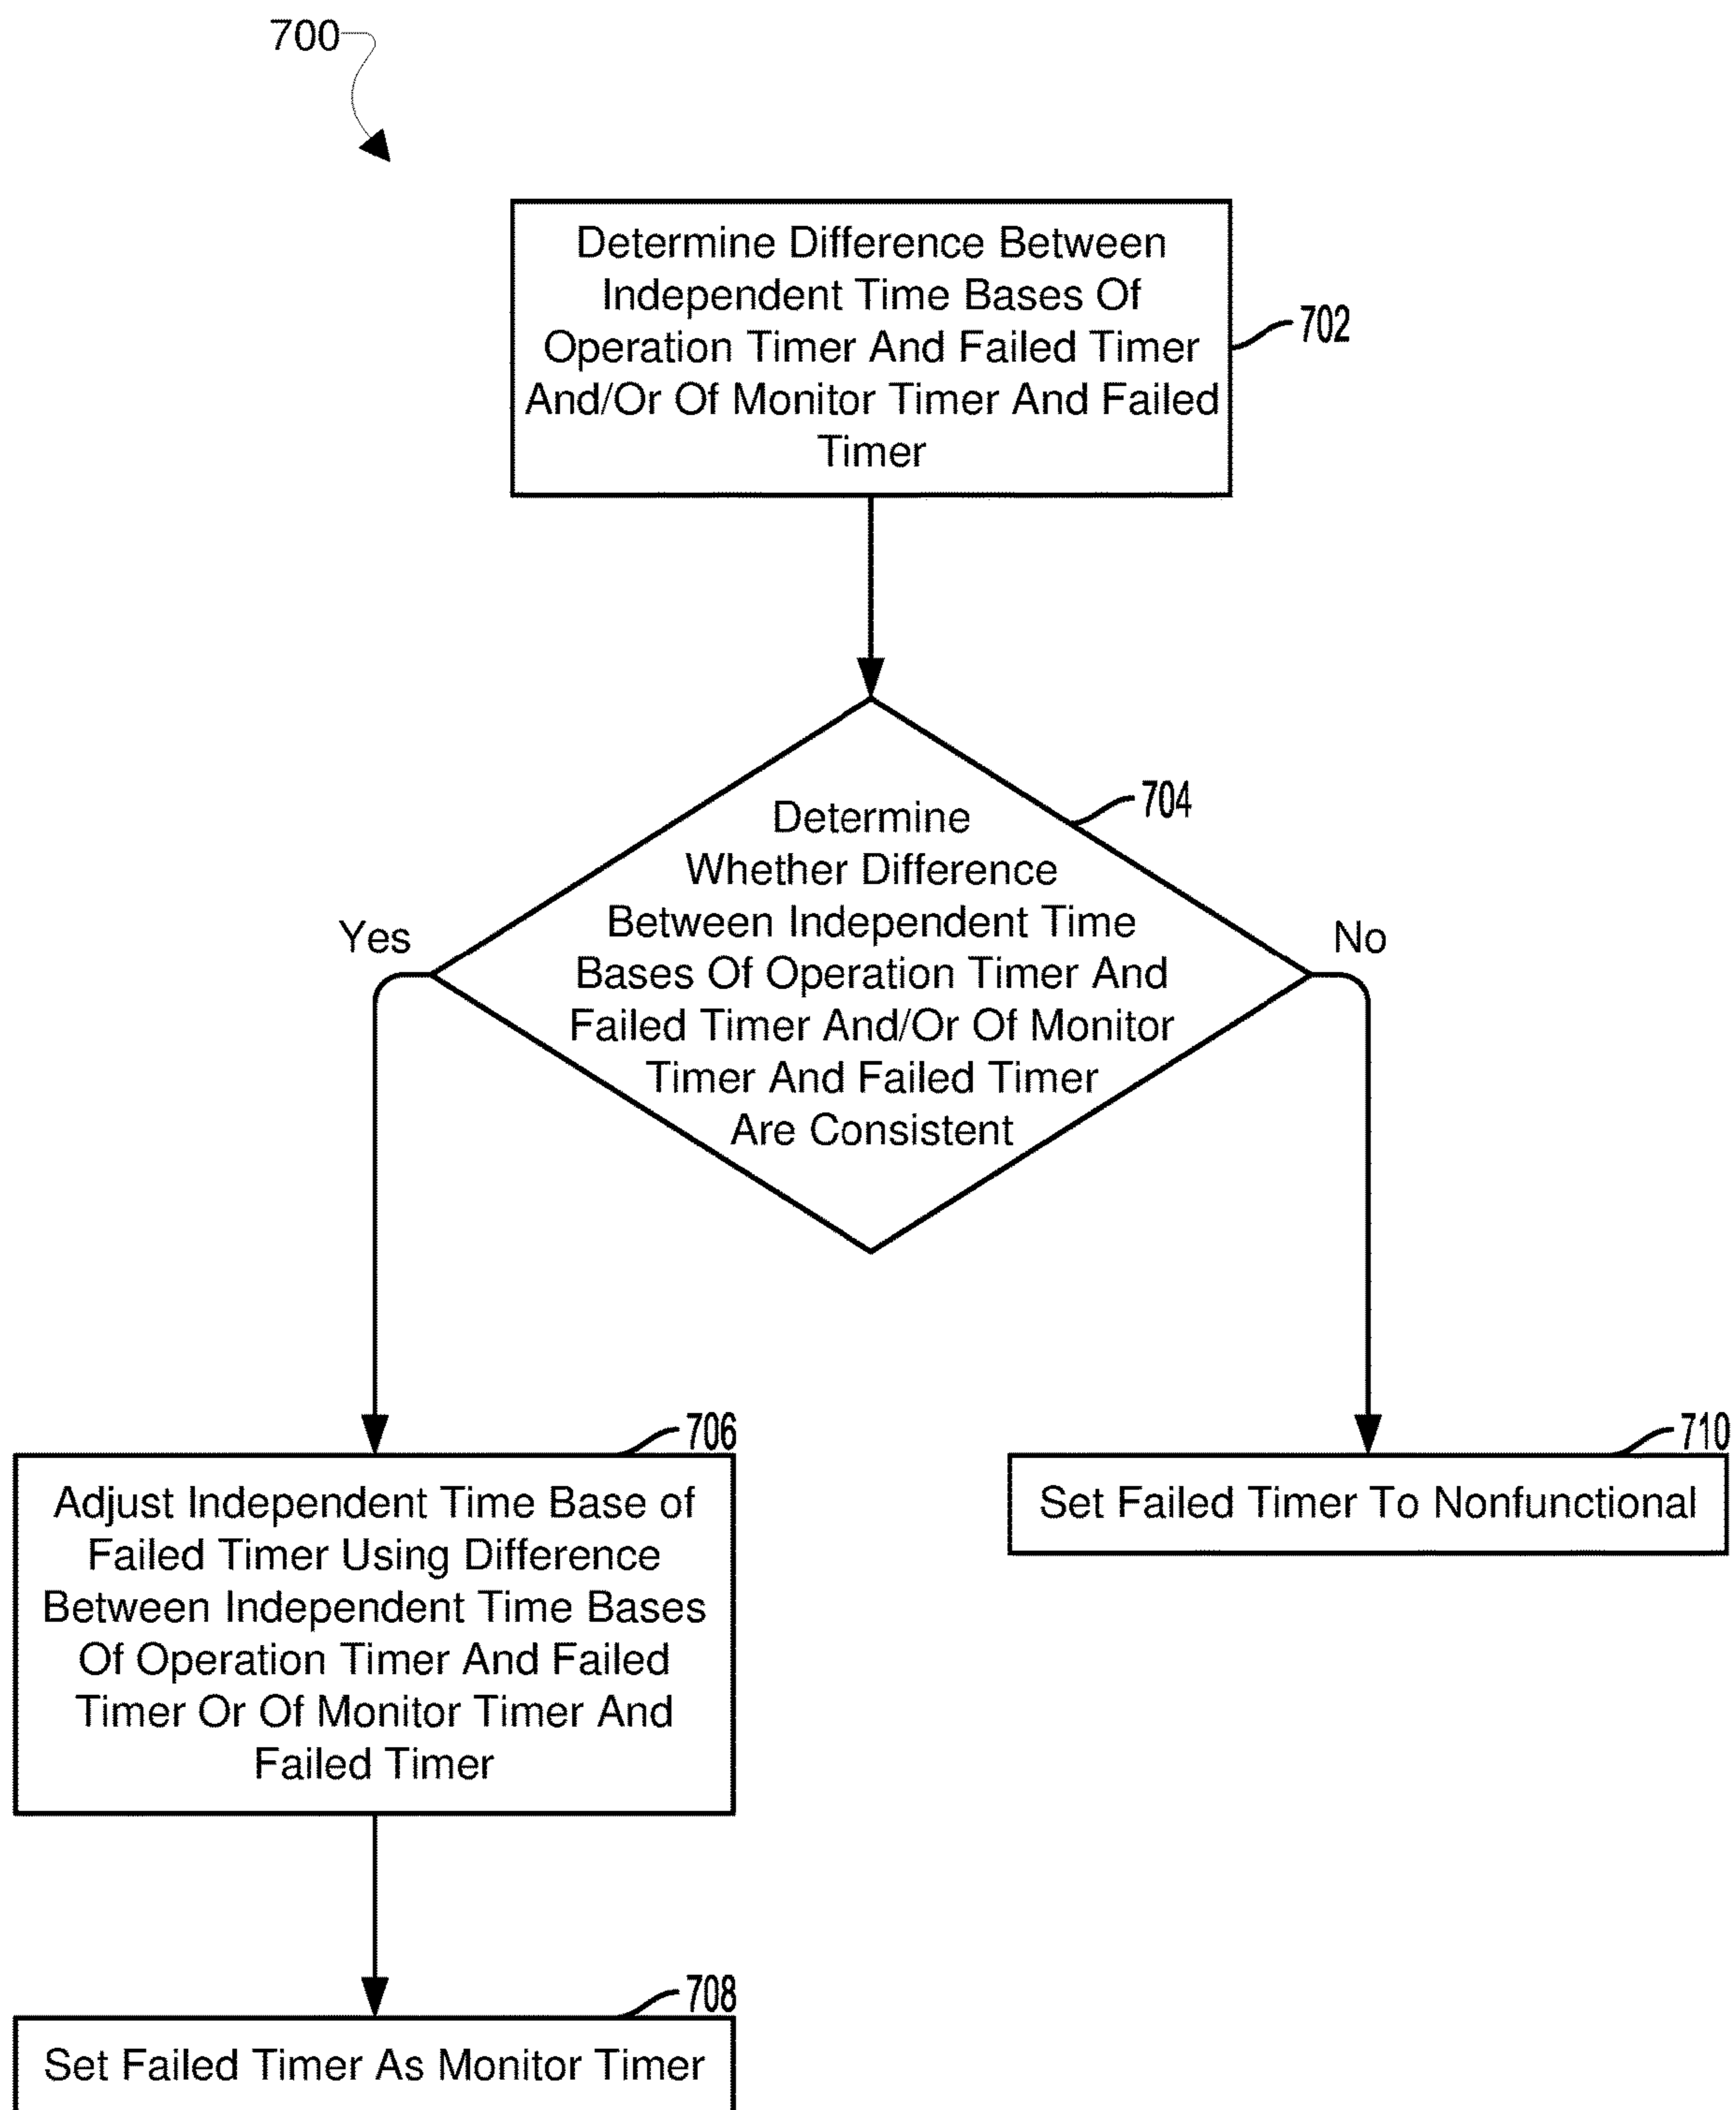 700
Determine Difference Between
Independent Time Bases Of
Operation Timer And Failed Timer
And/Or Of Monitor Timer And Failed
Timer
702
704
Determine
Whether Difference
Between Independent Time
Bases Of Operation Timer And
Failed Timer And/Or Of Monitor
Timer And Failed Timer
Are Consistent
Yes
No
706
Adjust Independent Time Base of
Failed Timer Using Difference
Between Independent Time Bases
Of Operation Timer And Failed
Timer Or Of Monitor Timer And
Failed Timer
710
Set Failed Timer To Nonfunctional
708
Set Failed Timer As Monitor Timer